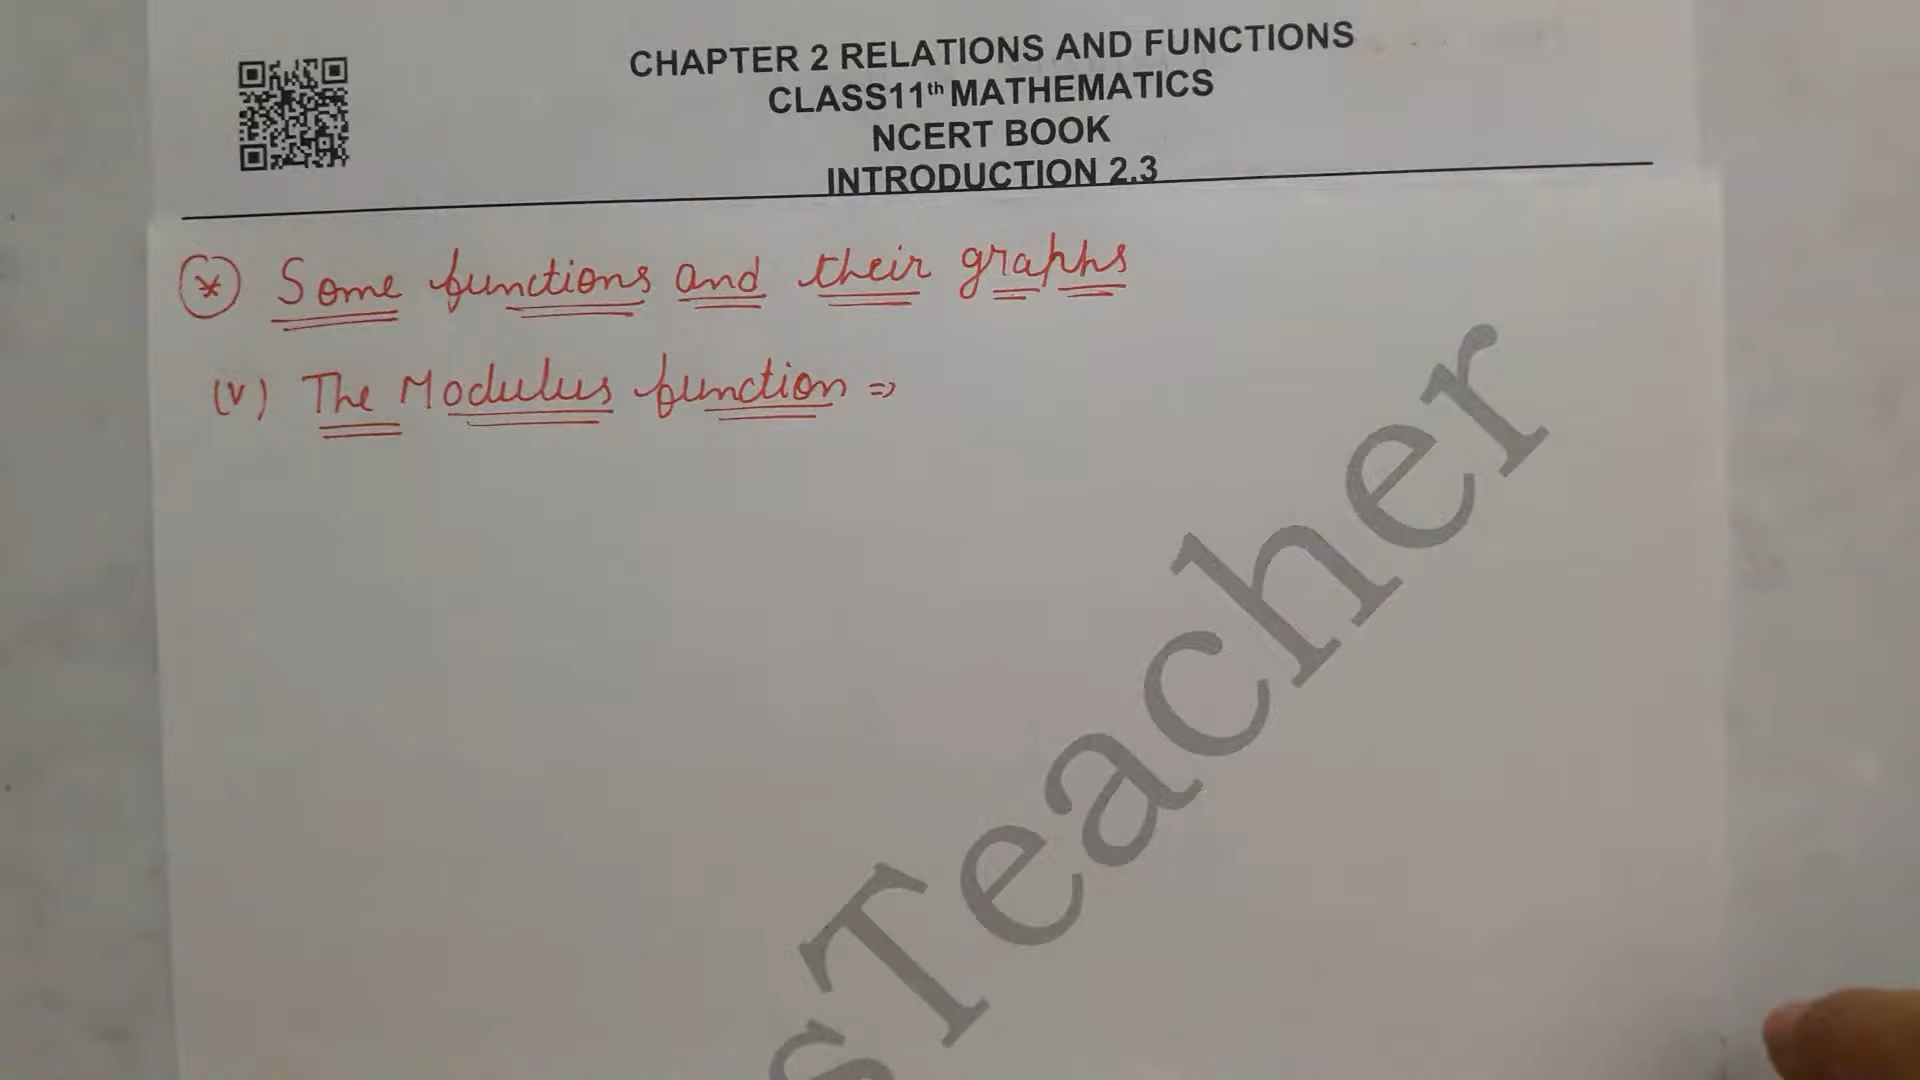 CHAPTER 2 RELATIONS AND FUNCTIONS
CLASS11th MATHEMATICS
NCERT BOOK
INTRODUCTION 2.3
* Some functions and their graphs
(v) The Modulus function ⇒
sTeacher